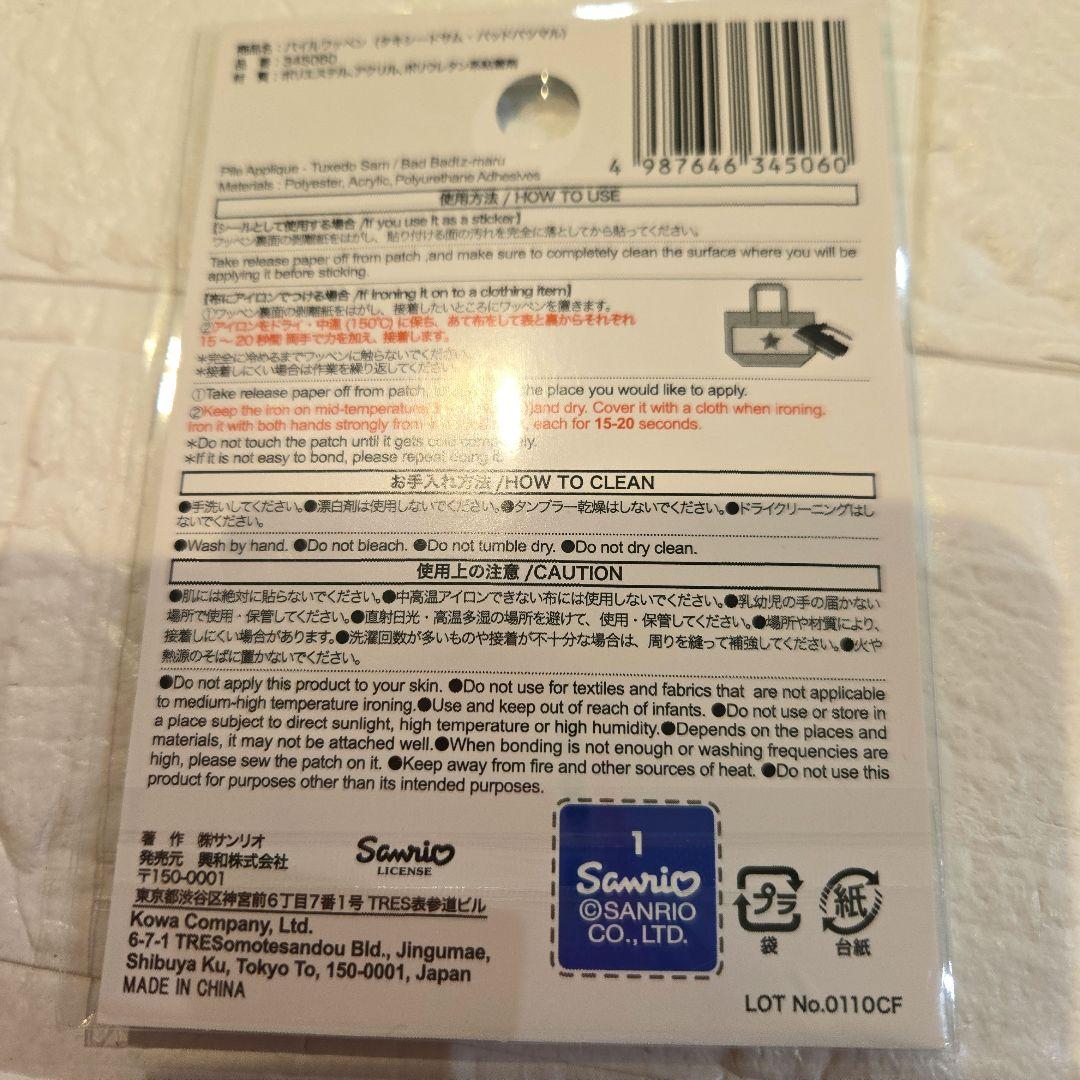 商品名：パイルワッペン（タキシードサム・バッドバツマル）
品　番：345060
材　質：ポリエステル、アクリル、ポリウレタン系粘着剤
4 987646 345060
Pile Applique - Tuxedo Sam / Bad Badtz-maru
Materials : Polyester, Acrylic, Polyurethane Adhesives
使用方法 / HOW TO USE
【シールとして使用する場合 /If you use it as a sticker】
ワッペン裏面の剥離紙をはがし、貼り付ける面の汚れを完全に落としてから貼ってください。
Take release paper off from patch ,and make sure to completely clean the surface where you will be
applying it before sticking.
【布にアイロンでつける場合 /If Ironing it on to a clothing item】
①ワッペン裏面の剥離紙をはがし、接着したいところにワッペンを置きます。
②アイロンをドライ・中温 (150℃) に保ち、あて布をして表と裏からそれぞれ
15～20秒間 両手で力を加え、接着します。
＊完全に冷めるまでワッペンに触らないでください。
＊接着しにくい場合は作業を繰り返してください。
①Take release paper off from patch, the place you would like to apply.
②Keep the iron on mid-temperature and dry. Cover it with a cloth when ironing.
Iron it with both hands strongly from each for 15-20 seconds.
＊Do not touch the patch until it gets cold completely.
＊If it is not easy to bond, please repeat doing it.
お手入れ方法 /HOW TO CLEAN
●手洗いしてください。●漂白剤は使用しないでください。●タンブラー乾燥はしないでください。●ドライクリーニングはし
ないでください。
●Wash by hand. ●Do not bleach. ●Do not tumble dry. ●Do not dry clean.
使用上の注意 /CAUTION
●肌には絶対に貼らないでください。●中高温アイロンできない布には使用しないでください。●乳幼児の手の届かない
場所で使用・保管してください。●直射日光・高温多湿の場所を避けて、使用・保管してください。●場所や材質により、
接着しにくい場合があります。●洗濯回数が多いものや接着が不十分な場合は、周りを縫って補強してください。●火や
熱源のそばに置かないでください。
●Do not apply this product to your skin. ●Do not use for textiles and fabrics that are not applicable
to medium-high temperature ironing.●Use and keep out of reach of infants. ●Do not use or store in
a place subject to direct sunlight, high temperature or high humidity.●Depends on the places and
materials, it may not be attached well.●When bonding is not enough or washing frequencies are
high, please sew the patch on it. ●Keep away from fire and other sources of heat. ●Do not use this
product for purposes other than its intended purposes.
著　作　㈱サンリオ
発売元　興和株式会社
〒150-0001
東京都渋谷区神宮前6丁目7番1号 TRES表参道ビル
Kowa Company, Ltd.
6-7-1 TRESomotesandou Bld., Jingumae,
Shibuya Ku, Tokyo To, 150-0001, Japan
MADE IN CHINA
Sanrio
LICENSE
1
Sanrio
©SANRIO
CO., LTD.
プラ
袋
紙
台紙
LOT No.0110CF